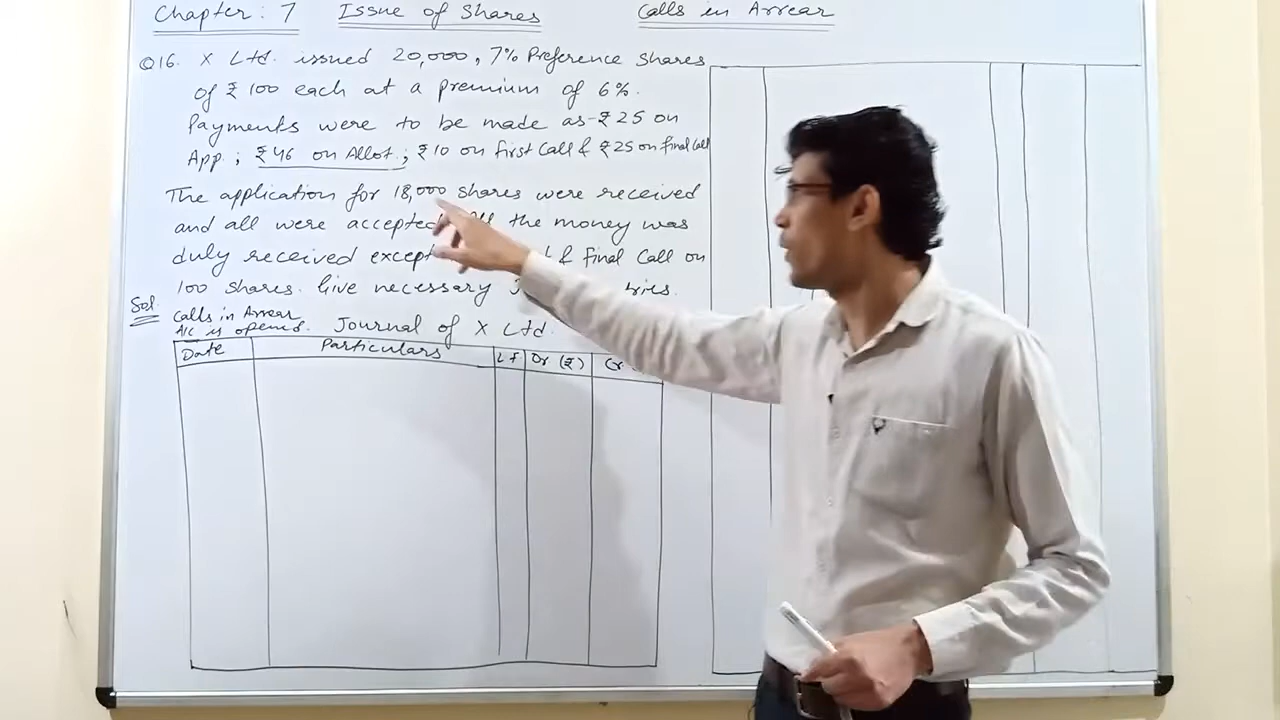 Chapter: 7 Issue of Shares Calls in Arrear
Q16. X Ltd. issued 20,000, 7% Preference Shares
of ₹ 100 each at a premium of 6%.
Payments were to be made as - ₹ 25 on
App.; ₹ 46 on Allot.; ₹ 10 on first Call & ₹ 25 on final Call
The application for 18,000 shares were received
and all were accepted. the money was
duly received except & final Call on
100 shares. Give necessary
Sol. Calls in Arrear
A/c is opened. Journal of X Ltd.
Date Particulars L.f Dr (₹)